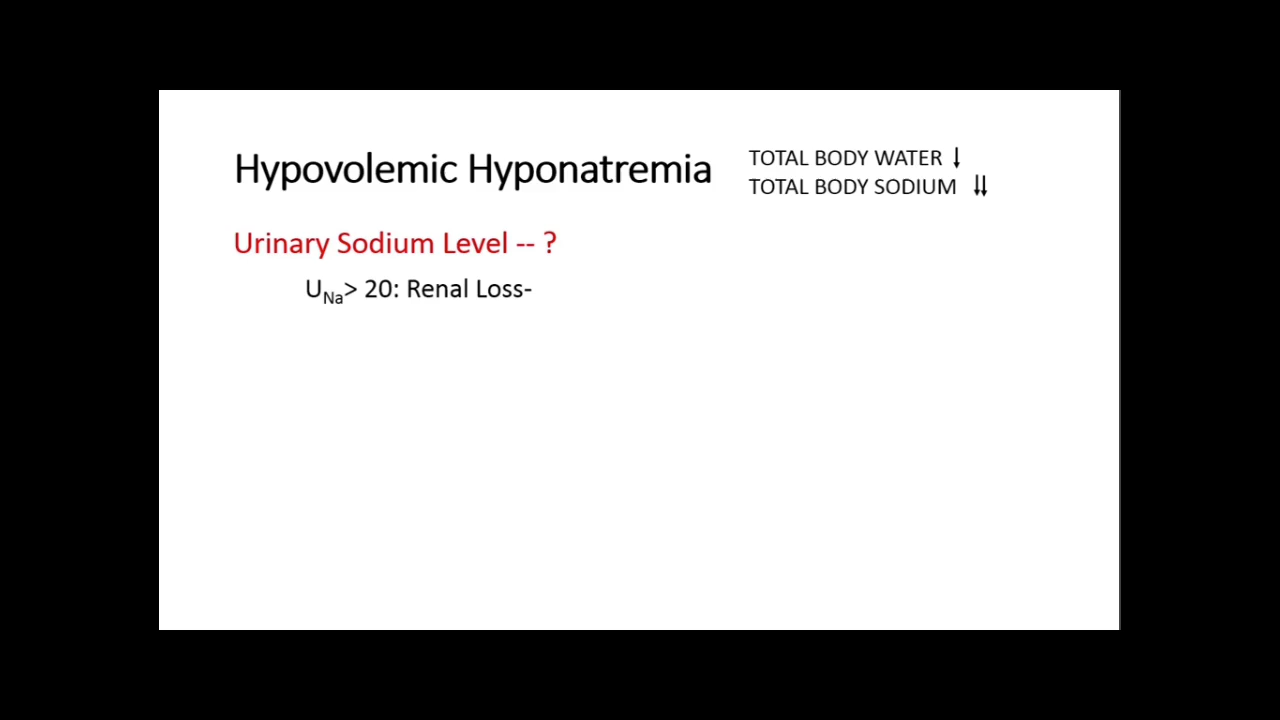 Hypovolemic Hyponatremia
TOTAL BODY WATER ↓
TOTAL BODY SODIUM ↓↓
Urinary Sodium Level -- ?
UNa> 20: Renal Loss-